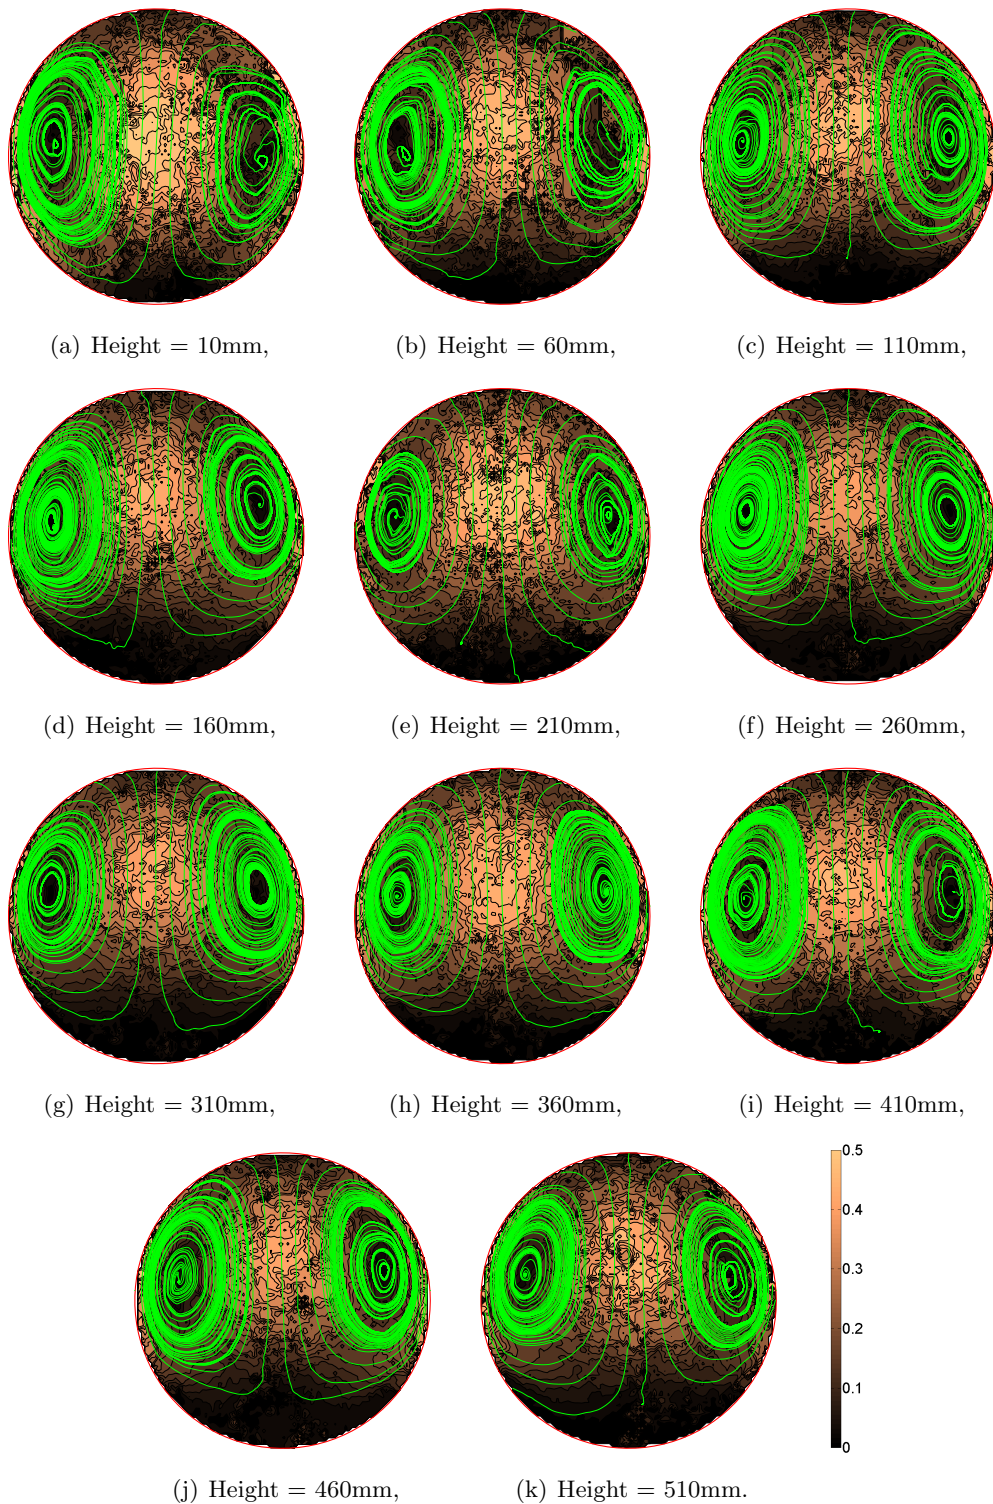 (a) Height = 10mm,
(b) Height = 60mm,
(c) Height = 110mm,
(d) Height = 160mm,
(e) Height = 210mm,
(f) Height = 260mm,
(g) Height = 310mm,
(h) Height = 360mm,
(i) Height = 410mm,
0.5
0.4
0.3
0.2
0.1
0
(j) Height = 460mm,
(k) Height = 510mm.